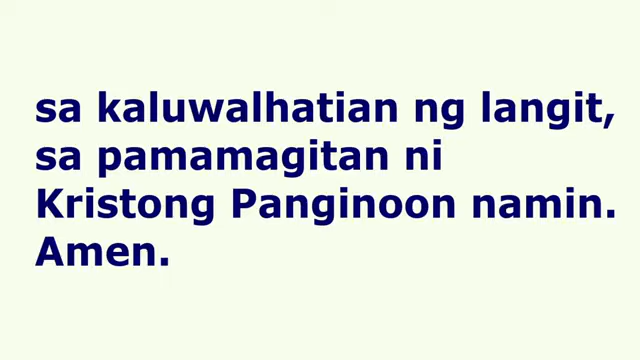 sa kaluwalhatian ng langit,
sa pamamagitan ni
Kristong Panginoon namin.
Amen.